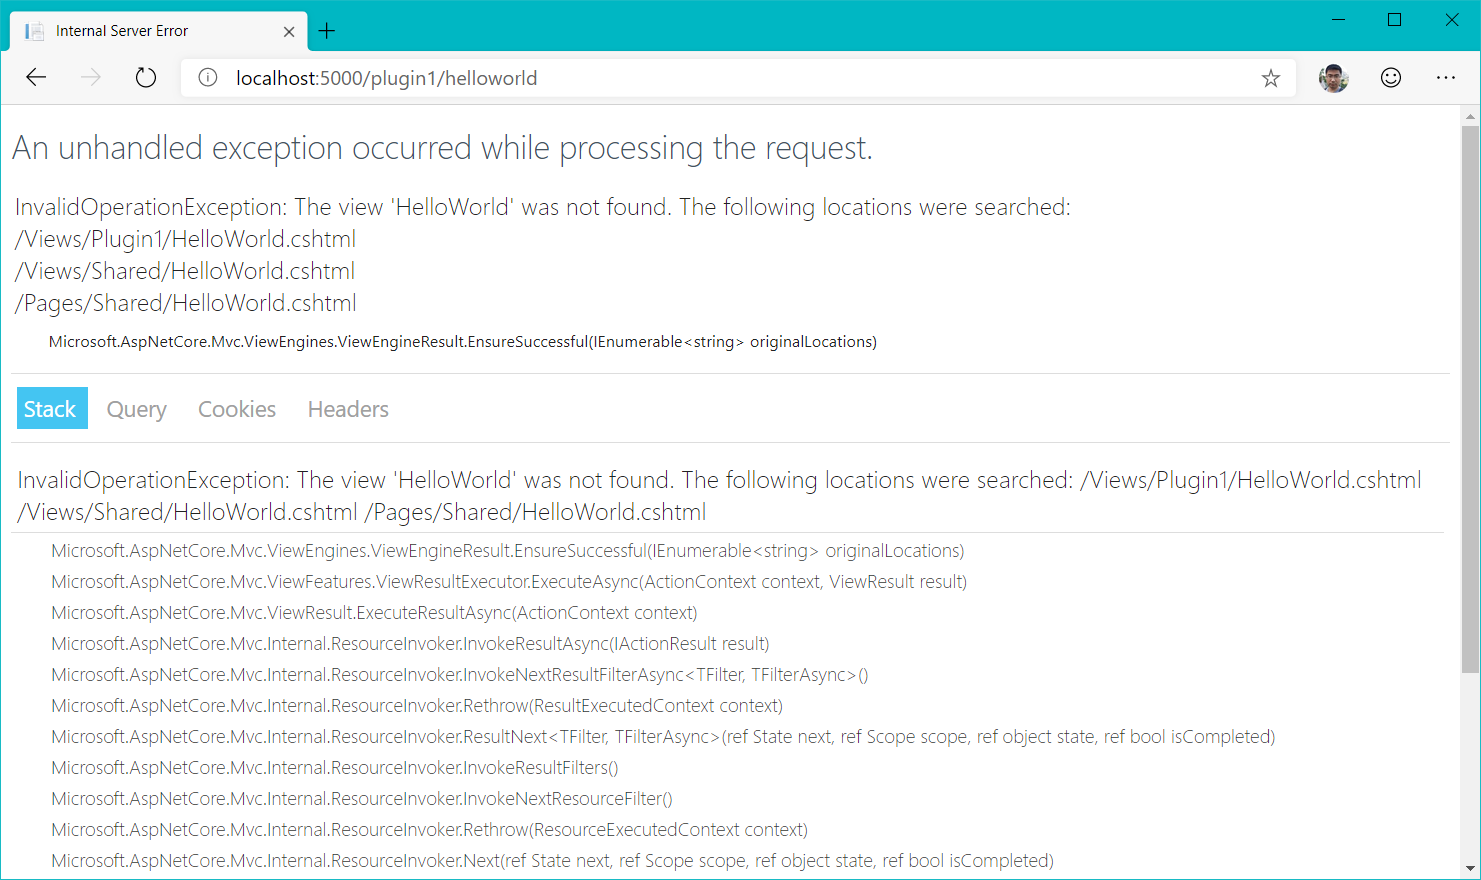 Internal Server Error
localhost:5000/plugin1/helloworld
An unhandled exception occurred while processing the request.
InvalidOperationException: The view 'HelloWorld' was not found. The following locations were searched:
/Views/Plugin1/HelloWorld.cshtml
/Views/Shared/HelloWorld.cshtml
/Pages/Shared/HelloWorld.cshtml
Microsoft.AspNetCore.Mvc.ViewEngines.ViewEngineResult.EnsureSuccessful(IEnumerable<string> originalLocations)
Stack Query Cookies Headers
InvalidOperationException: The view 'HelloWorld' was not found. The following locations were searched: /Views/Plugin1/HelloWorld.cshtml
/Views/Shared/HelloWorld.cshtml /Pages/Shared/HelloWorld.cshtml
Microsoft.AspNetCore.Mvc.ViewEngines.ViewEngineResult.EnsureSuccessful(IEnumerable<string> originalLocations)
Microsoft.AspNetCore.Mvc.ViewFeatures.ViewResultExecutor.ExecuteAsync(ActionContext context, ViewResult result)
Microsoft.AspNetCore.Mvc.ViewResult.ExecuteResultAsync(ActionContext context)
Microsoft.AspNetCore.Mvc.Internal.ResourceInvoker.InvokeResultAsync(IActionResult result)
Microsoft.AspNetCore.Mvc.Internal.ResourceInvoker.InvokeNextResultFilterAsync<TFilter, TFilterAsync>()
Microsoft.AspNetCore.Mvc.Internal.ResourceInvoker.Rethrow(ResultExecutedContext context)
Microsoft.AspNetCore.Mvc.Internal.ResourceInvoker.ResultNext<TFilter, TFilterAsync>(ref State next, ref Scope scope, ref object state, ref bool isCompleted)
Microsoft.AspNetCore.Mvc.Internal.ResourceInvoker.InvokeResultFilters()
Microsoft.AspNetCore.Mvc.Internal.ResourceInvoker.InvokeNextResourceFilter()
Microsoft.AspNetCore.Mvc.Internal.ResourceInvoker.Rethrow(ResourceExecutedContext context)
Microsoft.AspNetCore.Mvc.Internal.ResourceInvoker.Next(ref State next, ref Scope scope, ref object state, ref bool isCompleted)